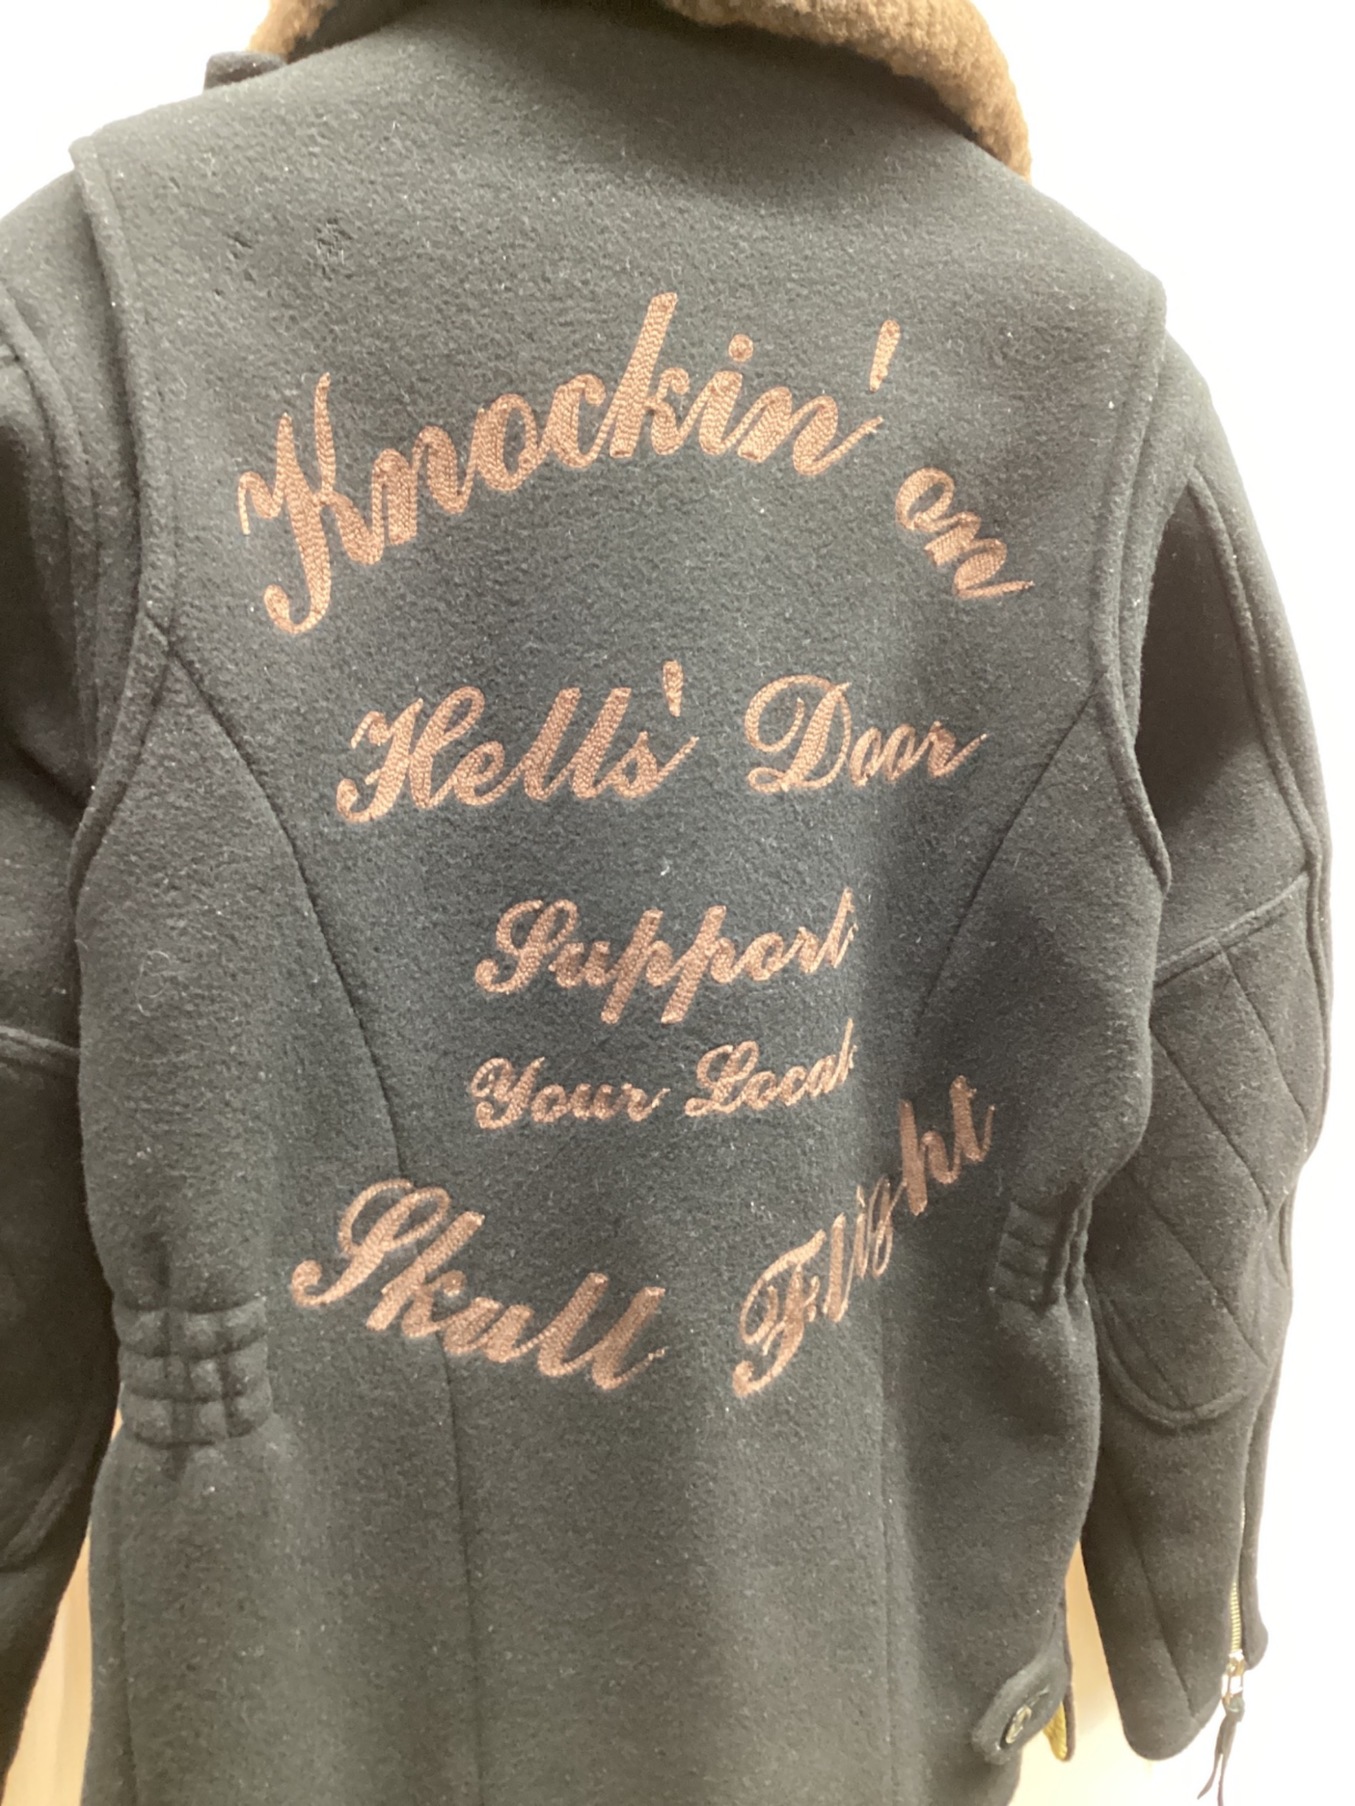 Knockin' on
Hells' Door
Support
Your Local
Skull Flight